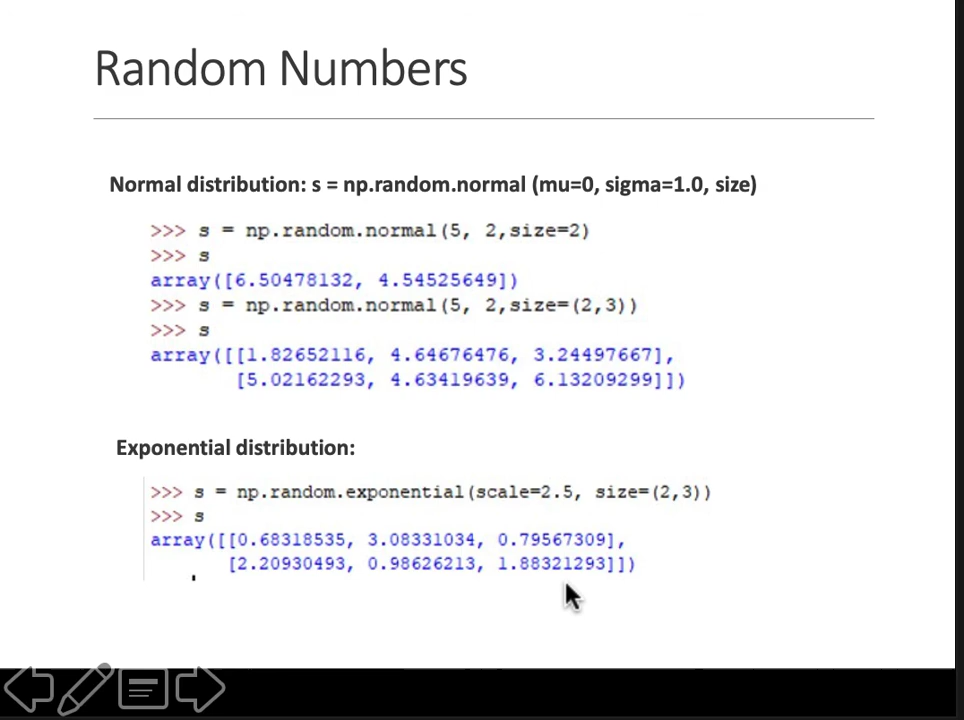 Random Numbers
Normal distribution: s = np.random.normal (mu=0, sigma=1.0, size)
>>> s = np.random.normal(5, 2,size=2)
>>> s
array([6.50478132, 4.54525649])
>>> s = np.random.normal(5, 2,size=(2,3))
>>> s
array([[1.82652116, 4.64676476, 3.24497667],
[5.02162293, 4.63419639, 6.13209299]])
Exponential distribution:
>>> s = np.random.exponential(scale=2.5, size=(2,3))
>>> s
array([[0.68318535, 3.08331034, 0.79567309],
[2.20930493, 0.98626213, 1.88321293]])